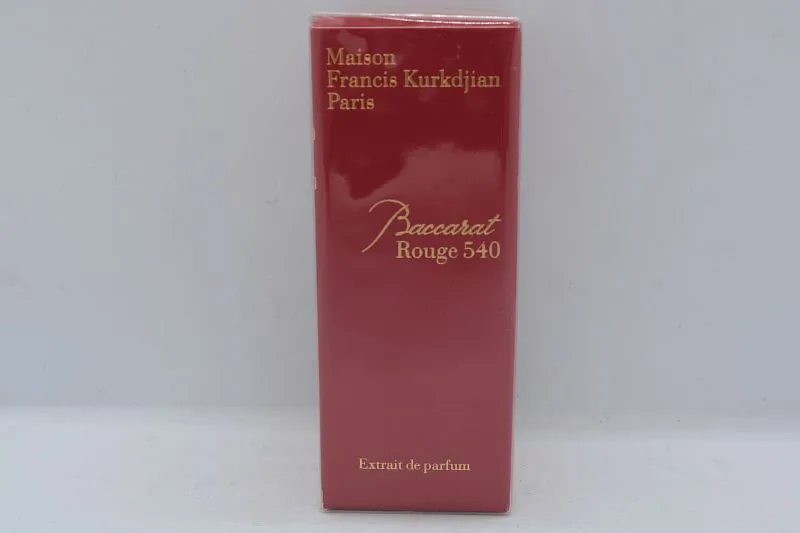 Maison
Francis Kurkdjian
Paris
Baccarat
Rouge 540
Extrait de parfum